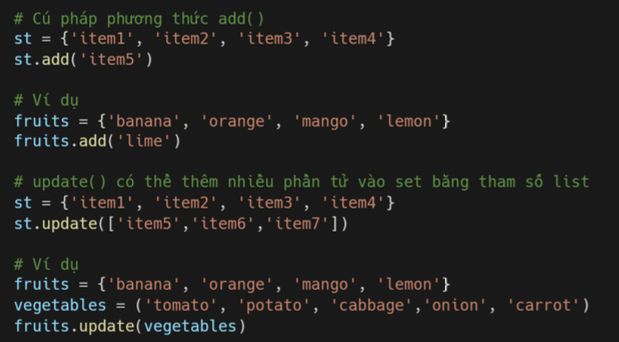 # Cú pháp phương thức add()
st = {'item1', 'item2', 'item3', 'item4'}
st.add('item5')
# Ví dụ
fruits = {'banana', 'orange', 'mango', 'lemon'}
fruits.add('lime')
# update() có thể thêm nhiều phần tử vào set bằng tham số list
st = {'item1', 'item2', 'item3', 'item4'}
st.update(['item5','item6','item7'])
# Ví dụ
fruits = {'banana', 'orange', 'mango', 'lemon'}
vegetables = ('tomato', 'potato', 'cabbage','onion', 'carrot')
fruits.update(vegetables)